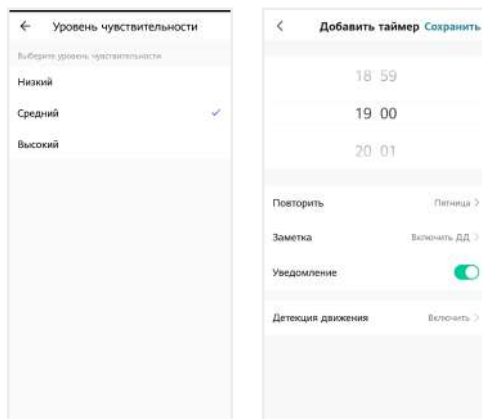 Уровень чувствительности
Выберите уровень чувствительности
Низкий
Средний
Высокий
Добавить таймер Сохранить
18 59
19 00
20 01
Повторить Пятница
Заметка Включить ДД
Уведомление
Детекция движения Включить